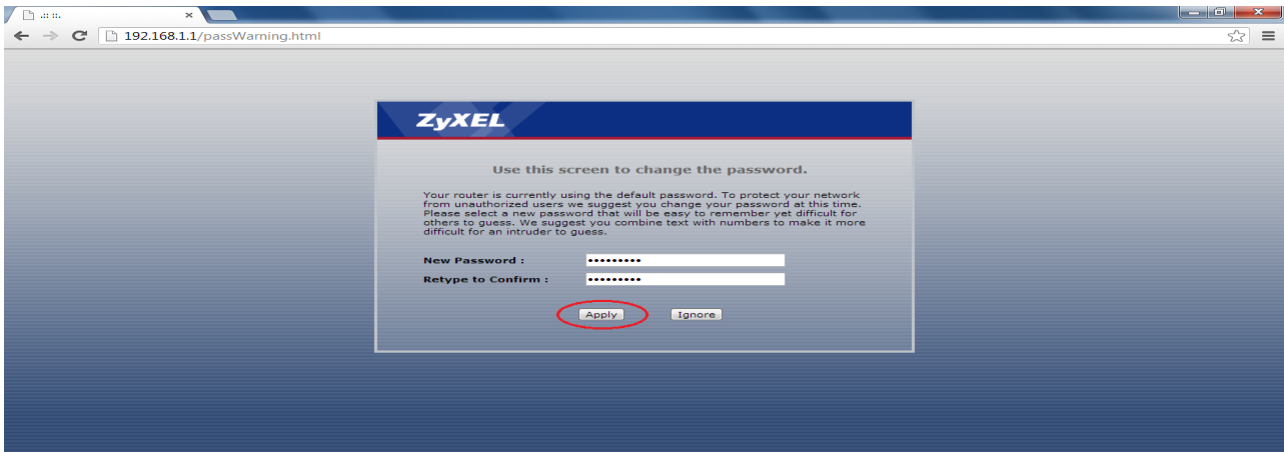 .:: ::.
192.168.1.1/passWarning.html
ZyXEL
Use this screen to change the password.
Your router is currently using the default password. To protect your network
from unauthorized users we suggest you change your password at this time.
Please select a new password that will be easy to remember yet difficult for
others to guess. We suggest you combine text with numbers to make it more
difficult for an intruder to guess.
New Password : •••••••••
Retype to Confirm : •••••••••
Apply Ignore